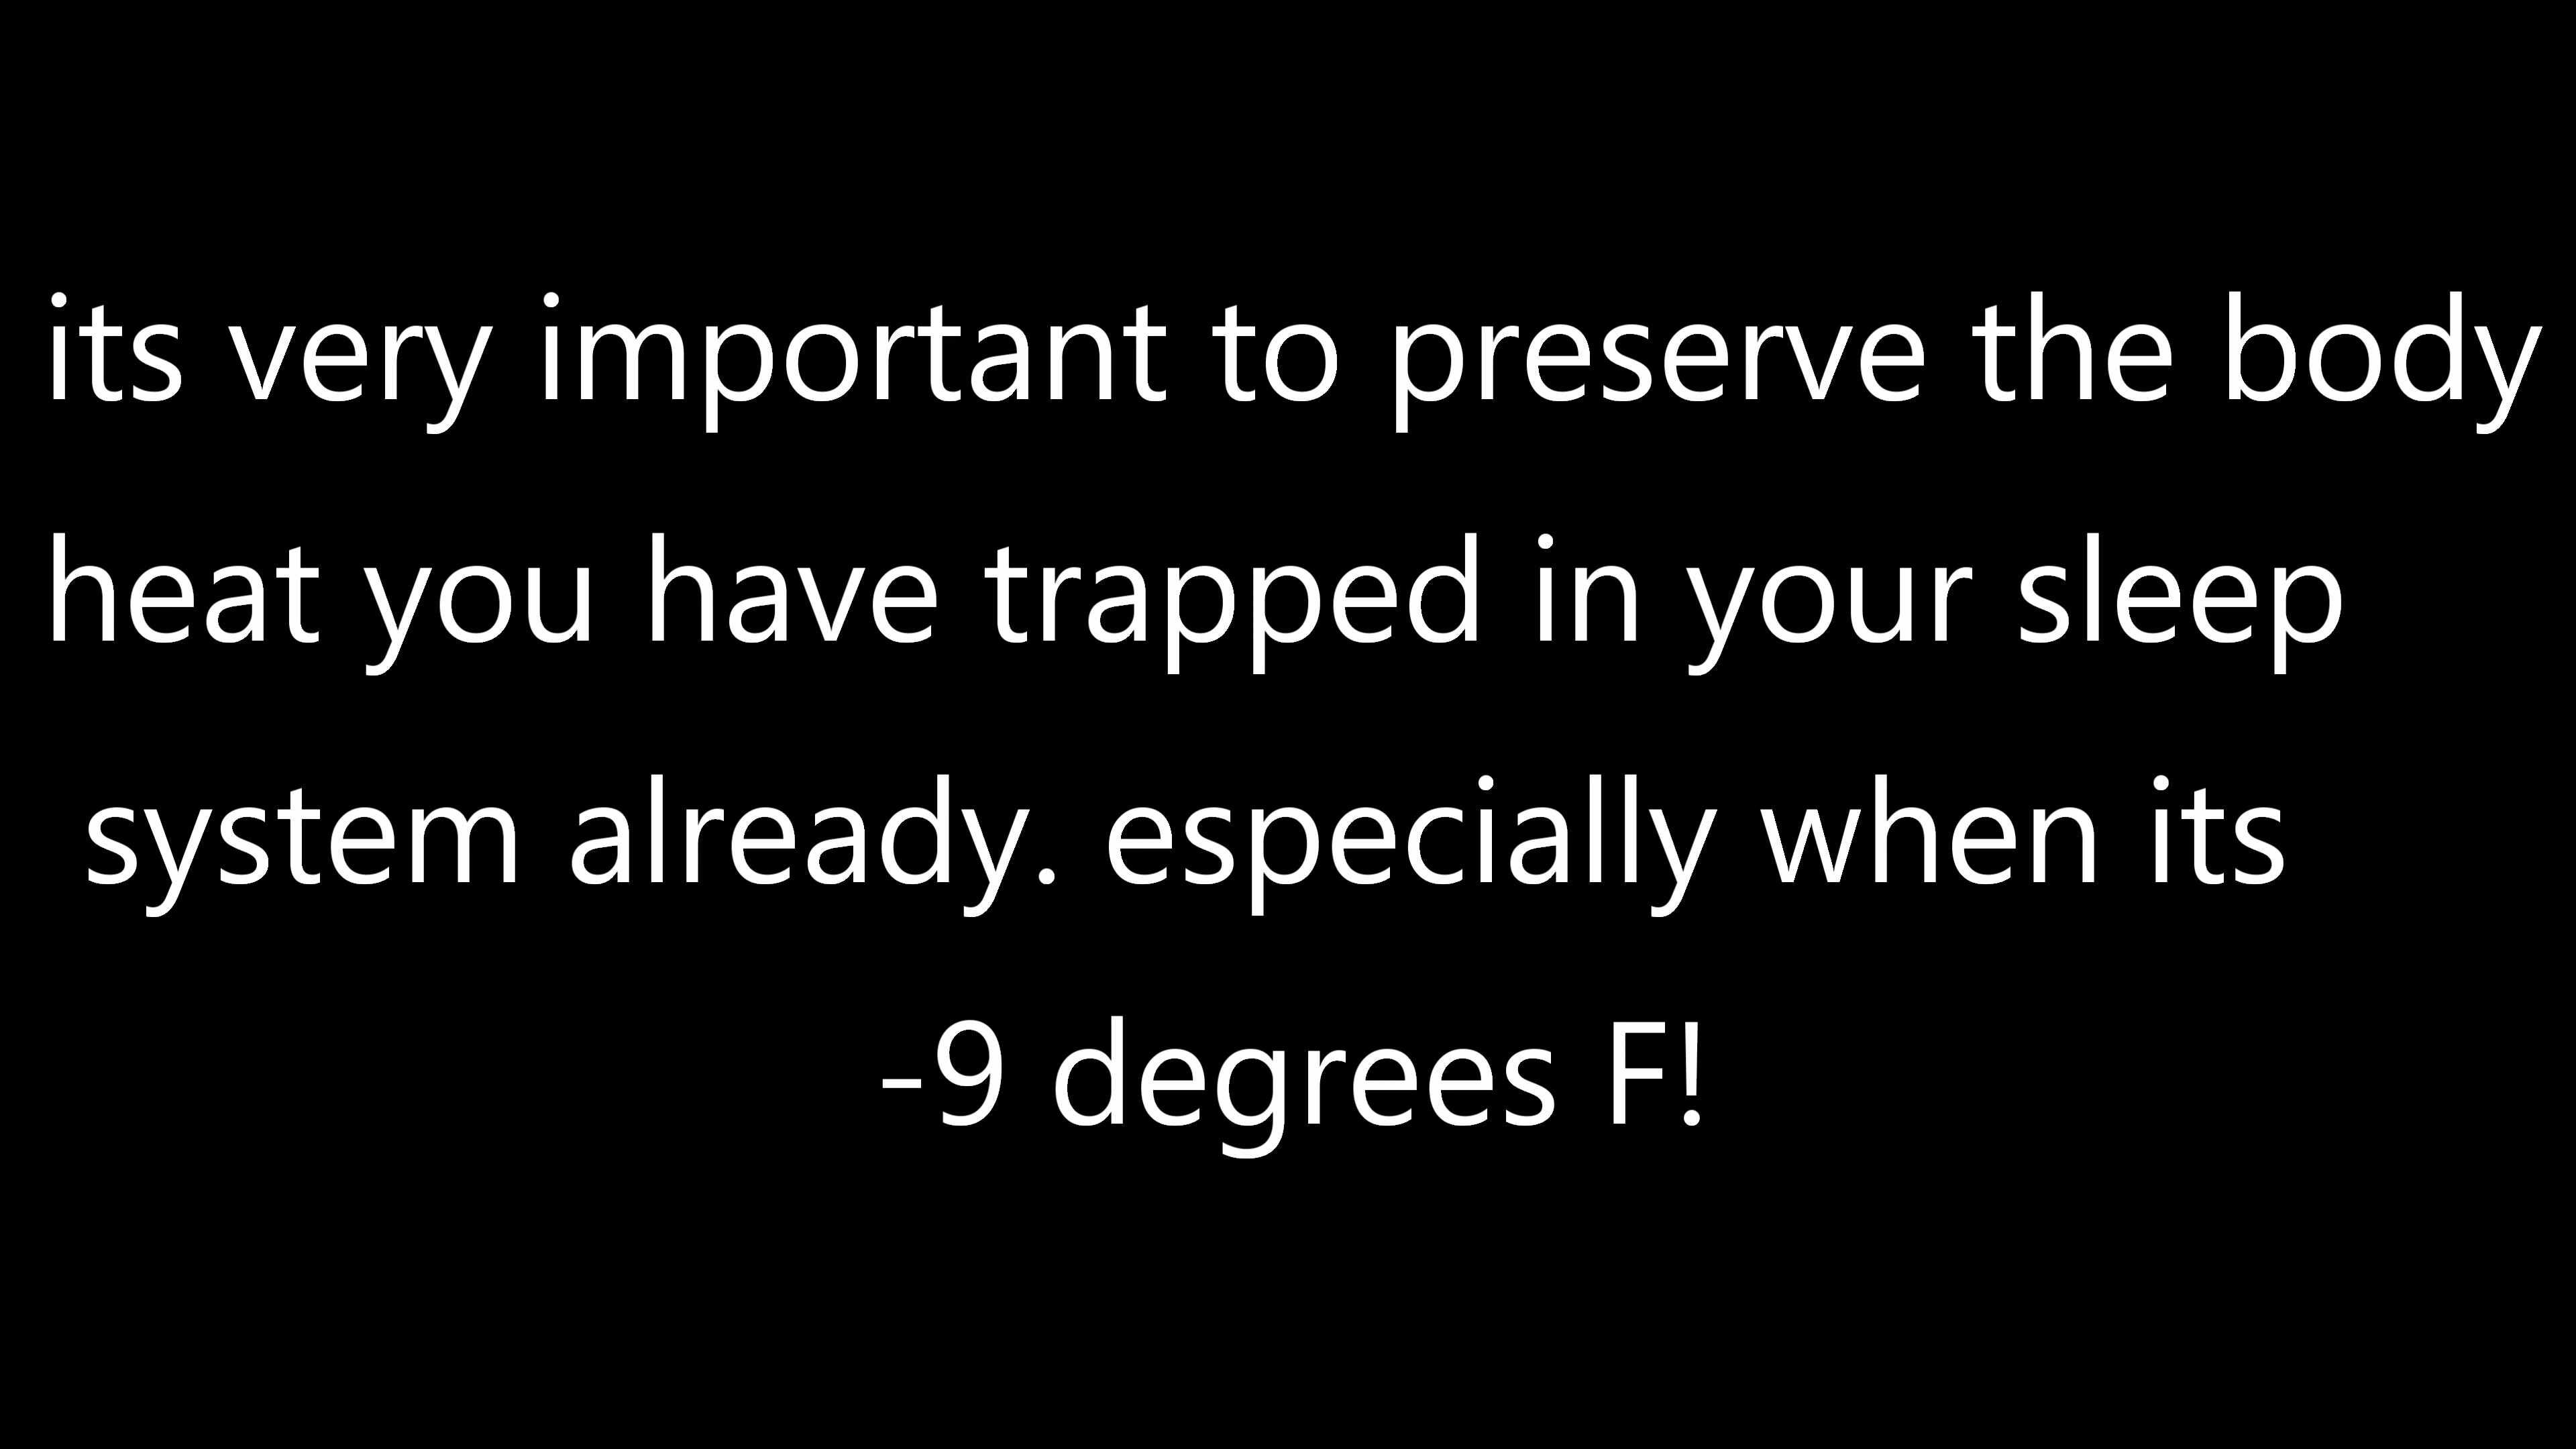 its very important to preserve the body
heat you have trapped in your sleep
system already. especially when its
-9 degrees F!